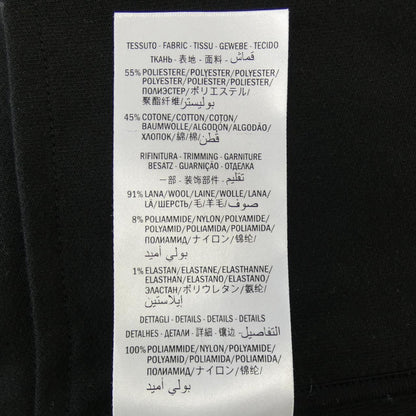 TESSUTO - FABRIC - TISSU - GEWEBE - TECIDO
ТКАНЬ - 表地 - 面料 - قماش
55% POLIESTERE/POLYESTER/POLYESTER/
POLYESTER/POLIESTER/POLIESTER/
ПОЛИЭСТЕР/ポリエステル/
聚酯纤维/بوليستر
45% COTONE/COTTON/COTON/
BAUMWOLLE/ALGODÓN/ALGODÃO/
ХЛОПОК/綿/棉/قطن
RIFINITURA - TRIMMING - GARNITURE
BESATZ - GUARNIÇÃO - ОТДЕЛКА
一部 - 装饰部件 - تقليم
91% LANA/WOOL/LAINE/WOLLE/LANA/
LÃ/ШЕРСТЬ/毛/羊毛/صوف
8% POLIAMMIDE/NYLON/POLYAMIDE/
POLYAMID/POLIAMIDA/POLIAMIDA/
ПОЛИАМИД/ナイロン/锦纶/
بولي أميد
1% ELASTAN/ELASTANE/ELASTHANNE/
ELASTHAN/ELASTANO/ELASTANO/
ЭЛАСТАН/ポリウレタン/氨纶/
إيلاستين
DETTAGLI - DETAILS - DETAILS - DETAILS
DETALHES - ДЕТАЛИ - 詳細 - 镶边 - التفاصيل
100% POLIAMMIDE/NYLON/POLYAMIDE/
POLYAMID/POLIAMIDA/POLIAMIDA/
ПОЛИАМИД/ナイロン/锦纶/
بولي أميد